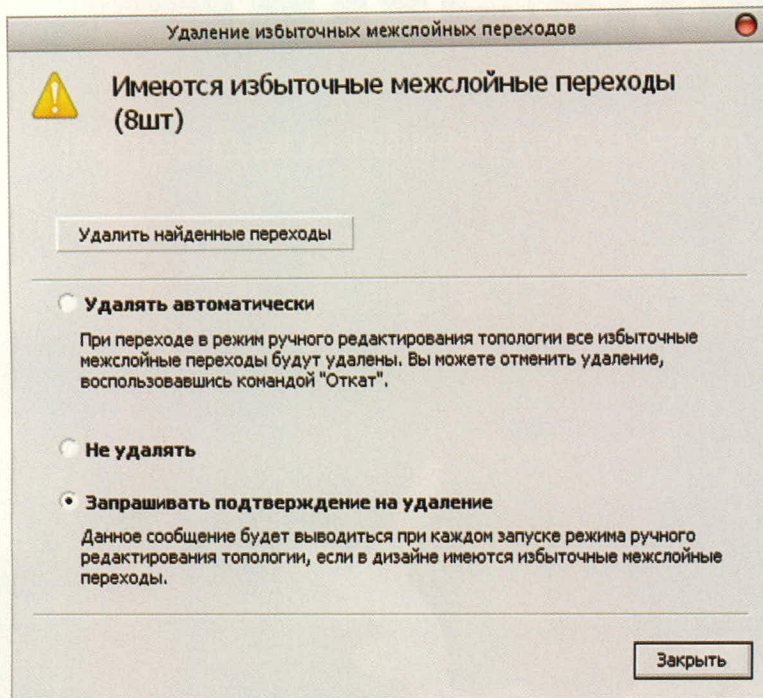 Удаление избыточных межслойных переходов
Имеются избыточные межслойные переходы
(8шт)
Удалить найденные переходы
Удалять автоматически
При переходе в режим ручного редактирования топологии все избыточные
межслойные переходы будут удалены. Вы можете отменить удаление,
воспользовавшись командой "Откат".
Не удалять
Запрашивать подтверждение на удаление
Данное сообщение будет выводиться при каждом запуске режима ручного
редактирования топологии, если в дизайне имеются избыточные межслойные
переходы.
Закрыть